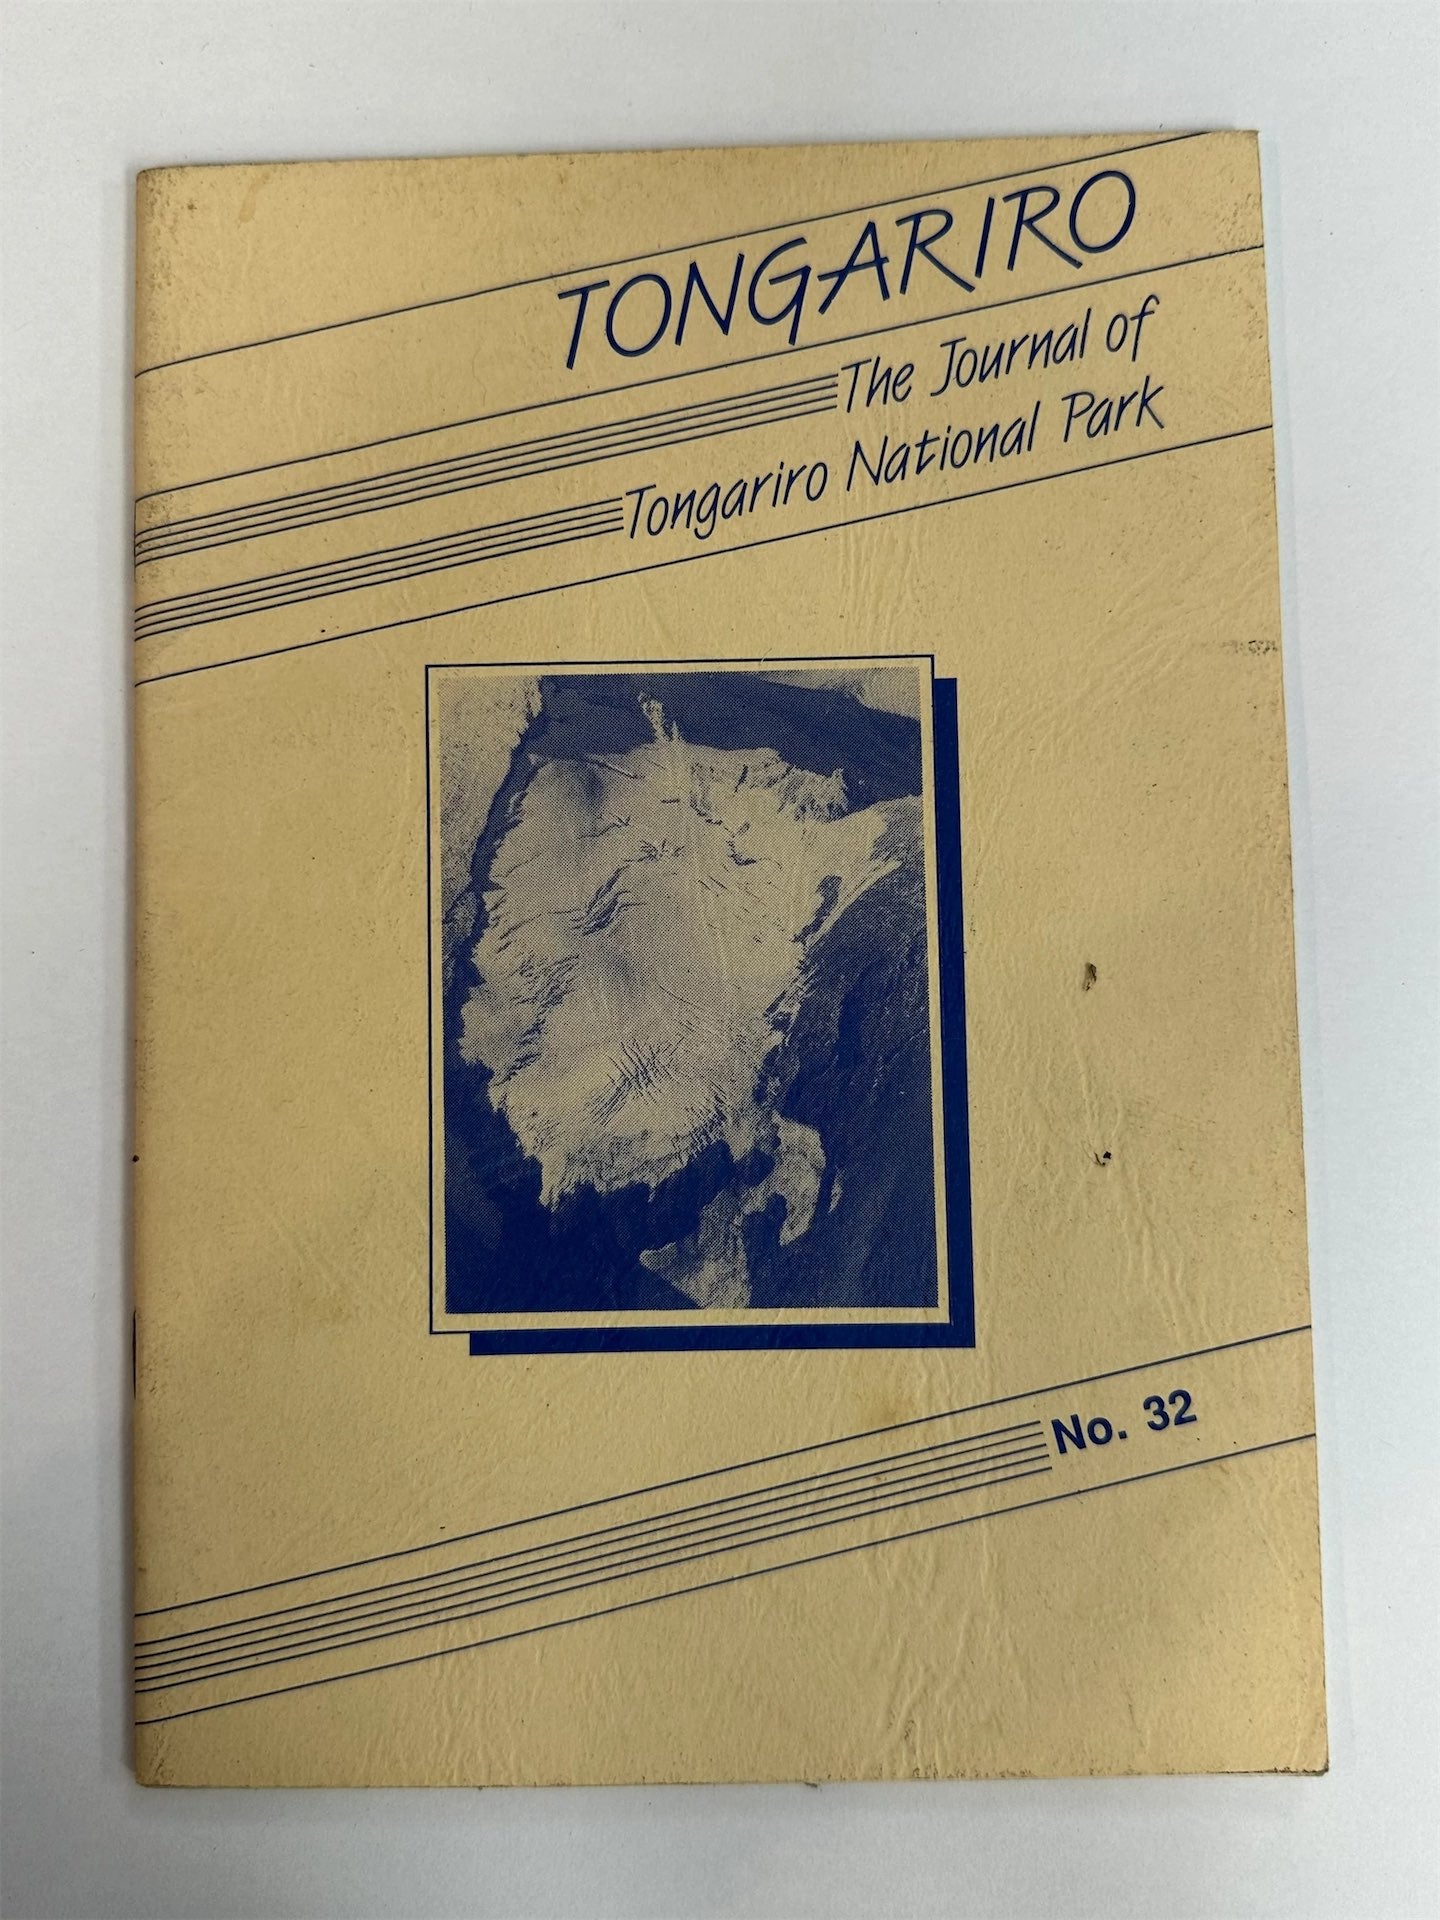 TONGARIRO
The Journal of
Tongariro National Park
No. 32